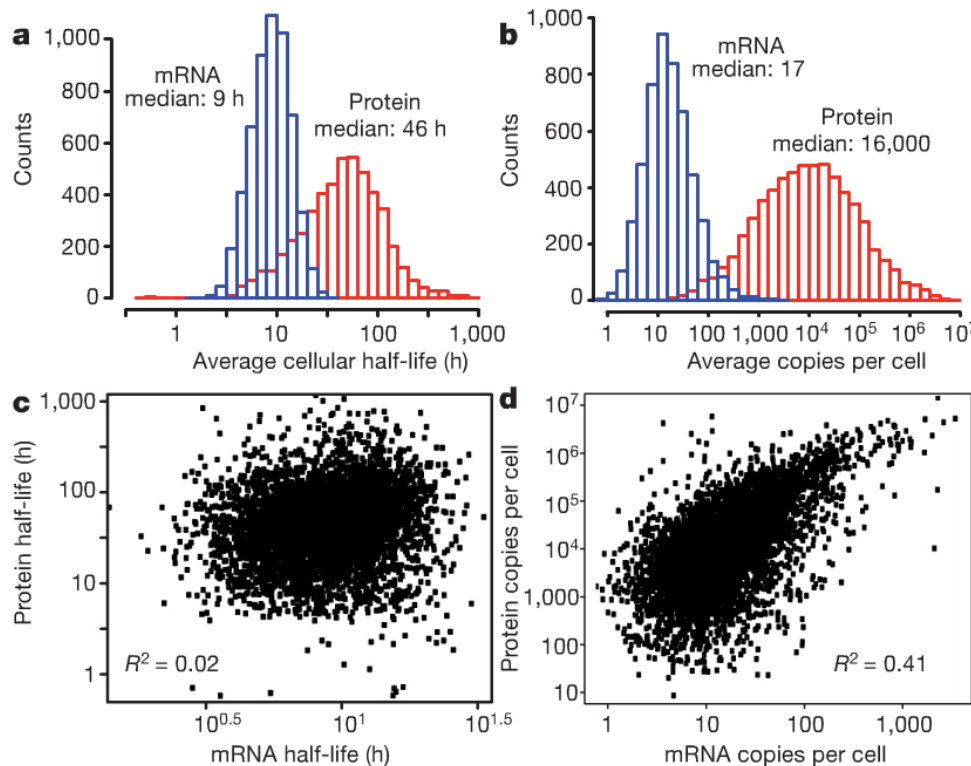 a
Counts
1,000
800
600
400
200
0
mRNA
median: 9 h
Protein
median: 46 h
1 10 100 1,000
Average cellular half-life (h)
b
Counts
1,000
800
600
400
200
0
mRNA
median: 17
Protein
median: 16,000
1 10 100 1,000 10⁴ 10⁵ 10⁶ 10⁷
Average copies per cell
c
Protein half-life (h)
1,000
100
10
1
R² = 0.02
10⁰·⁵ 10¹ 10¹·⁵
mRNA half-life (h)
d
Protein copies per cell
10⁷
10⁶
10⁵
10⁴
1,000
100
10
R² = 0.41
1 10 100 1,000
mRNA copies per cell